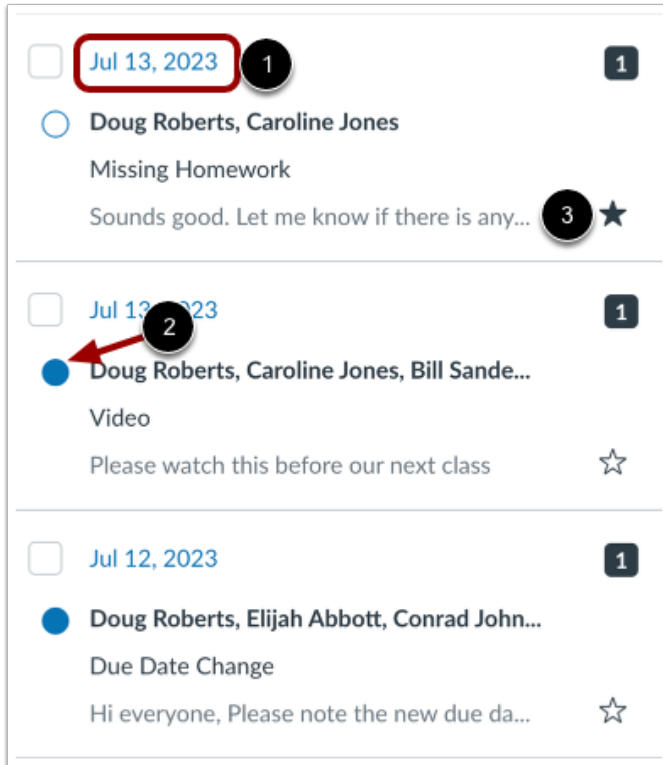 Jul 13, 2023 1 1
Doug Roberts, Caroline Jones
Missing Homework
Sounds good. Let me know if there is any... 3
Jul 13 23 1
2
Doug Roberts, Caroline Jones, Bill Sande...
Video
Please watch this before our next class
Jul 12, 2023 1
Doug Roberts, Elijah Abbott, Conrad John...
Due Date Change
Hi everyone, Please note the new due da...